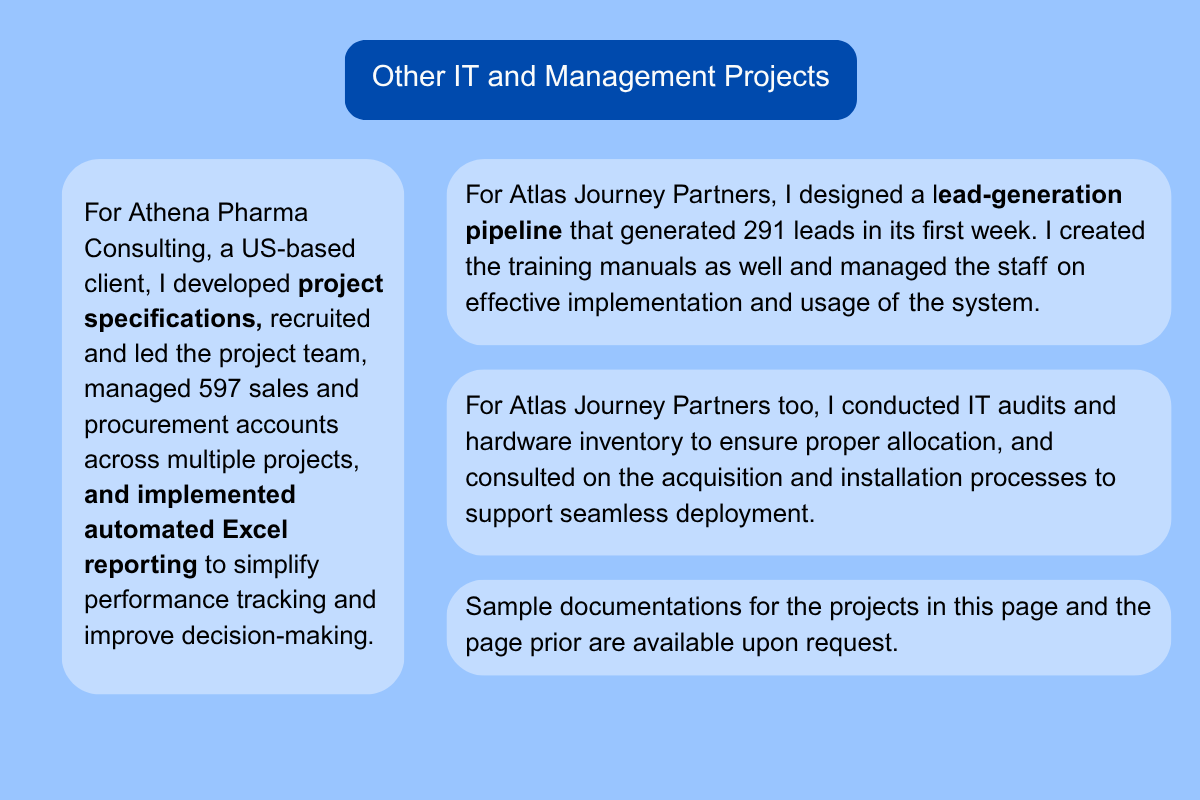 Other IT and Management Projects
For Athena Pharma
Consulting, a US-based
client, I developed project
specifications, recruited
and led the project team,
managed 597 sales and
procurement accounts
across multiple projects,
and implemented
automated Excel
reporting to simplify
performance tracking and
improve decision-making.
For Atlas Journey Partners, I designed a lead-generation
pipeline that generated 291 leads in its first week. I created
the training manuals as well and managed the staff on
effective implementation and usage of the system.
For Atlas Journey Partners too, I conducted IT audits and
hardware inventory to ensure proper allocation, and
consulted on the acquisition and installation processes to
support seamless deployment.
Sample documentations for the projects in this page and the
page prior are available upon request.